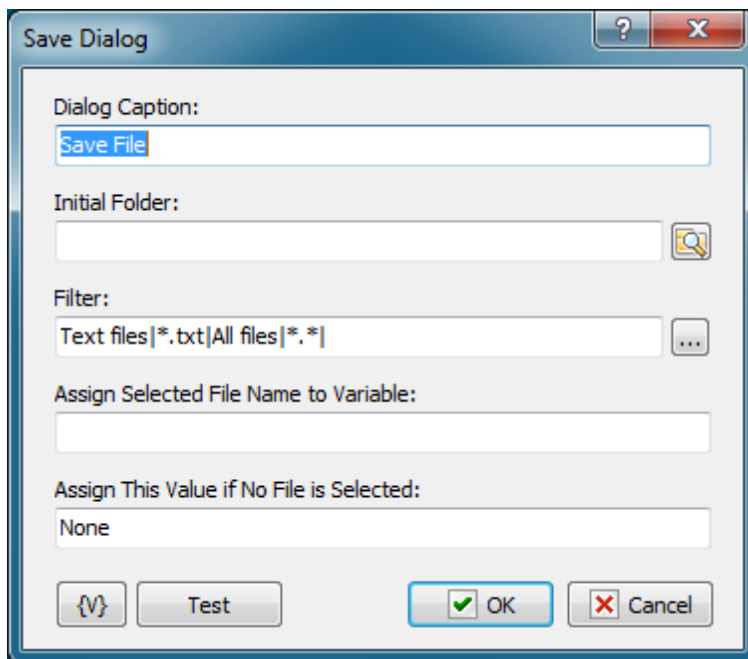 Save Dialog
?
Dialog Caption:
Save File
Initial Folder:
Filter:
Text files|*.txt|All files|*.*|
...
Assign Selected File Name to Variable:
Assign This Value if No File is Selected:
None
{V} Test OK Cancel